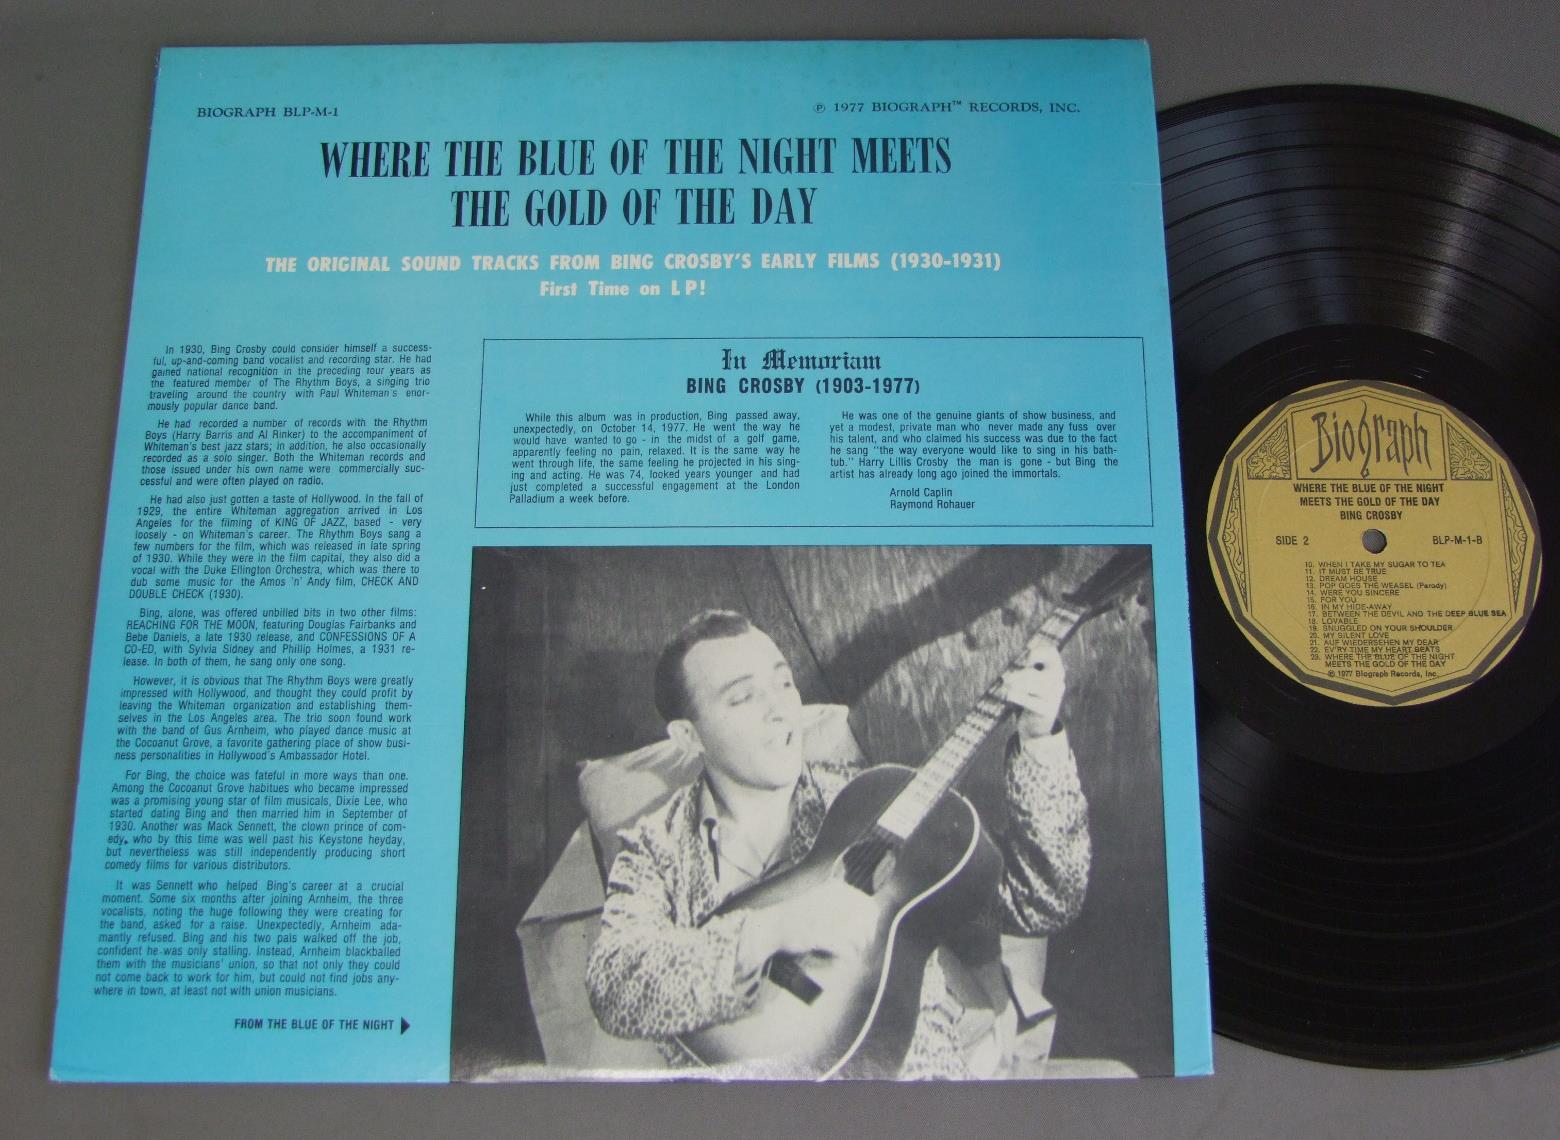 BIOGRAPH BLP-M-1
℗ 1977 BIOGRAPH™ RECORDS, INC.
WHERE THE BLUE OF THE NIGHT MEETS
THE GOLD OF THE DAY
THE ORIGINAL SOUND TRACKS FROM BING CROSBY'S EARLY FILMS (1930-1931)
First Time on LP!
In 1930, Bing Crosby could consider himself a success-
ful, up-and-coming band vocalist and recording star. He had
gained national recognition in the preceding four years as
the featured member of The Rhythm Boys, a singing trio
traveling around the country with Paul Whiteman's enor-
mously popular dance band.
He had recorded a number of records with the Rhythm
Boys (Harry Barris and Al Rinker) to the accompaniment of
Whiteman's best jazz stars; in addition, he also occasionally
recorded as a solo singer. Both the Whiteman records and
those issued under his own name were commercially suc-
cessful and were often played on radio.
He had also just gotten a taste of Hollywood. In the fall of
1929, the entire Whiteman aggregation arrived in Los
Angeles for the filming of KING OF JAZZ, based - very
loosely - on Whiteman's career. The Rhythm Boys sang a
few numbers for the film, which was released in late spring
of 1930. While they were in the film capital, they also did a
vocal with the Duke Ellington Orchestra, which was there to
dub some music for the Amos 'n' Andy film, CHECK AND
DOUBLE CHECK (1930).
Bing, alone, was offered unbilled bits in two other films:
REACHING FOR THE MOON, featuring Douglas Fairbanks and
Bebe Daniels, a late 1930 release, and CONFESSIONS OF A
CO-ED, with Sylvia Sidney and Phillip Holmes, a 1931 re-
lease. In both of them, he sang only one song.
However, it is obvious that The Rhythm Boys were greatly
impressed with Hollywood, and thought they could profit by
leaving the Whiteman organization and establishing them-
selves in the Los Angeles area. The trio soon found work
with the band of Gus Arnheim, who played dance music at
the Cocoanut Grove, a favorite gathering place of show busi-
ness personalities in Hollywood's Ambassador Hotel.
For Bing, the choice was fateful in more ways than one.
Among the Cocoanut Grove habitues who became impressed
was a promising young star of film musicals, Dixie Lee, who
started dating Bing and then married him in September of
1930. Another was Mack Sennett, the clown prince of com-
edy, who by this time was well past his Keystone heyday,
but nevertheless was still independently producing short
comedy films for various distributors.
It was Sennett who helped Bing's career at a crucial
moment. Some six months after joining Arnheim, the three
vocalists, noting the huge following they were creating for
the band, asked for a raise. Unexpectedly, Arnheim ada-
mantly refused. Bing and his two pals walked off the job,
confident he was only stalling. Instead, Arnheim blackballed
them with the musicians' union, so that not only they could
not come back to work for him, but could not find jobs any-
where in town, at least not with union musicians.
FROM THE BLUE OF THE NIGHT
In Memoriam
BING CROSBY (1903-1977)
While this album was in production, Bing passed away,
unexpectedly, on October 14, 1977. He went the way he
would have wanted to go - in the midst of a golf game,
apparently feeling no pain, relaxed. It is the same way he
went through life, the same feeling he projected in his sing-
ing and acting. He was 74, looked years younger and had
just completed a successful engagement at the London
Palladium a week before.
He was one of the genuine giants of show business, and
yet a modest, private man who never made any fuss over
his talent, and who claimed his success was due to the fact
he sang "the way everyone would like to sing in his bath-
tub." Harry Lillis Crosby the man is gone - but Bing the
artist has already long ago joined the immortals.
Arnold Caplin
Raymond Rohauer
Biograph
WHERE THE BLUE OF THE NIGHT
MEETS THE GOLD OF THE DAY
BING CROSBY
SIDE 2
BLP-M-1-B
10. WHEN I TAKE MY SUGAR TO TEA
11. IT MUST BE TRUE
12. DREAM HOUSE
13. POP GOES THE WEASEL (Parody)
14. WERE YOU SINCERE
15. FOR YOU
16. IN MY HIDE-AWAY
17. BETWEEN THE DEVIL AND THE DEEP BLUE SEA
18. LOVABLE
19. SNUGGLED ON YOUR SHOULDER
20. MY SILENT LOVE
21. AUF WIEDERSEHEN MY DEAR
22. EV'RY TIME MY HEART BEATS
23. WHERE THE BLUE OF THE NIGHT
MEETS THE GOLD OF THE DAY
℗ 1977 Biograph Records, Inc.